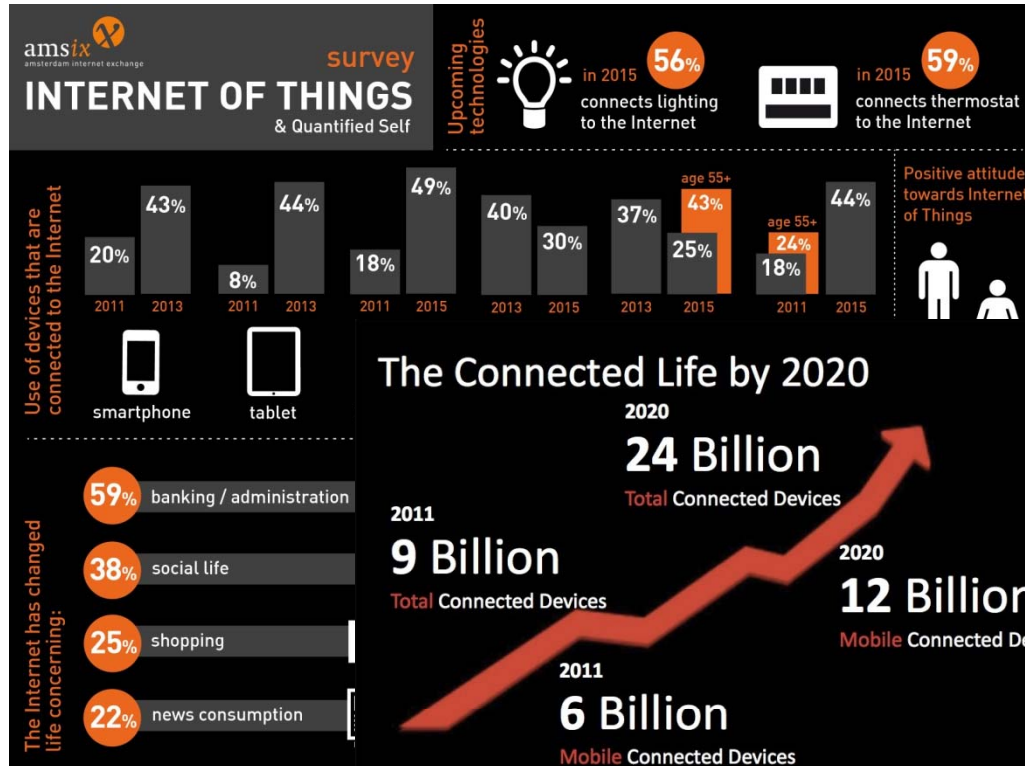 amsix
amsterdam internet exchange
survey
INTERNET OF THINGS
& Quantified Self
Upcoming
technologies
in 2015 56%
connects lighting
to the Internet
in 2015 59%
connects thermostat
to the Internet
Use of devices that are
connected to the Internet
20% 43%
2011 2013
smartphone
8% 44%
2011 2013
tablet
18% 49%
2011 2015
40% 30%
2013 2015
age 55+
37% 25% 43%
2013 2015
age 55+
18% 24% 44%
2011 2015
Positive attitude
towards Internet
of Things
The Internet has changed
life concerning:
59% banking / administration
38% social life
25% shopping
22% news consumption
The Connected Life by 2020
2020
24 Billion
Total Connected Devices
2011
9 Billion
Total Connected Devices
2020
12 Billion
Mobile Connected De
2011
6 Billion
Mobile Connected Devices